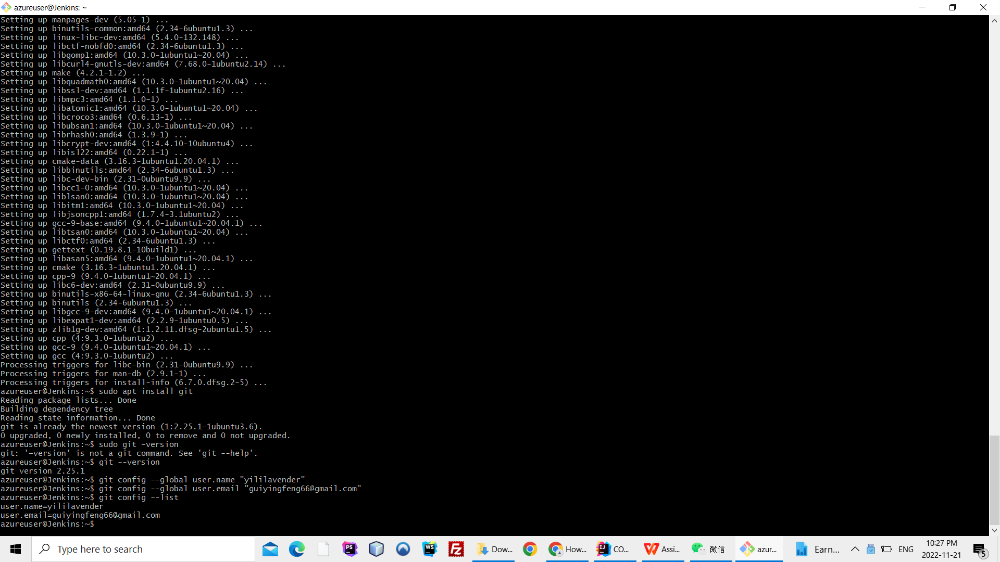 azureuser@Jenkins: ~
Setting up manpages-dev (5.05-1) ...
Setting up binutils-common:amd64 (2.34-6ubuntu1.3) ...
Setting up linux-libc-dev:amd64 (5.4.0-132.148) ...
Setting up libctf-nobfd0:amd64 (2.34-6ubuntu1.3) ...
Setting up libgomp1:amd64 (10.3.0-1ubuntu1~20.04) ...
Setting up libcurl4-gnutls-dev:amd64 (7.68.0-1ubuntu2.14) ...
Setting up make (4.2.1-1.2) ...
Setting up libquadmath0:amd64 (10.3.0-1ubuntu1~20.04) ...
Setting up libssl-dev:amd64 (1.1.1f-1ubuntu2.16) ...
Setting up libmpc3:amd64 (1.1.0-1) ...
Setting up libatomic1:amd64 (10.3.0-1ubuntu1~20.04) ...
Setting up libcroco3:amd64 (0.6.13-1) ...
Setting up libubsan1:amd64 (10.3.0-1ubuntu1~20.04) ...
Setting up librhash0:amd64 (1.3.9-1) ...
Setting up libcrypt-dev:amd64 (1:4.4.10-10ubuntu4) ...
Setting up libisl22:amd64 (0.22.1-1) ...
Setting up cmake-data (3.16.3-1ubuntu1.20.04.1) ...
Setting up libbinutils:amd64 (2.34-6ubuntu1.3) ...
Setting up libc-dev-bin (2.31-0ubuntu9.9) ...
Setting up libcc1-0:amd64 (10.3.0-1ubuntu1~20.04) ...
Setting up liblsan0:amd64 (10.3.0-1ubuntu1~20.04) ...
Setting up libitm1:amd64 (10.3.0-1ubuntu1~20.04) ...
Setting up libjsoncpp1:amd64 (1.7.4-3.1ubuntu2) ...
Setting up gcc-9-base:amd64 (9.4.0-1ubuntu1~20.04.1) ...
Setting up libtsan0:amd64 (10.3.0-1ubuntu1~20.04) ...
Setting up libctf0:amd64 (2.34-6ubuntu1.3) ...
Setting up gettext (0.19.8.1-10build1) ...
Setting up libasan5:amd64 (9.4.0-1ubuntu1~20.04.1) ...
Setting up cmake (3.16.3-1ubuntu1.20.04.1) ...
Setting up cpp-9 (9.4.0-1ubuntu1~20.04.1) ...
Setting up libc6-dev:amd64 (2.31-0ubuntu9.9) ...
Setting up binutils-x86-64-linux-gnu (2.34-6ubuntu1.3) ...
Setting up binutils (2.34-6ubuntu1.3) ...
Setting up libgcc-9-dev:amd64 (9.4.0-1ubuntu1~20.04.1) ...
Setting up libexpat1-dev:amd64 (2.2.9-1ubuntu0.5) ...
Setting up zlib1g-dev:amd64 (1:1.2.11.dfsg-2ubuntu1.5) ...
Setting up cpp (4:9.3.0-1ubuntu2) ...
Setting up gcc-9 (9.4.0-1ubuntu1~20.04.1) ...
Setting up gcc (4:9.3.0-1ubuntu2) ...
Processing triggers for libc-bin (2.31-0ubuntu9.9) ...
Processing triggers for man-db (2.9.1-1) ...
Processing triggers for install-info (6.7.0.dfsg.2-5) ...
azureuser@Jenkins:~$ sudo apt install git
Reading package lists... Done
Building dependency tree
Reading state information... Done
git is already the newest version (1:2.25.1-1ubuntu3.6).
0 upgraded, 0 newly installed, 0 to remove and 0 not upgraded.
azureuser@Jenkins:~$ sudo git –version
git: '–version' is not a git command. See 'git --help'.
azureuser@Jenkins:~$ git --version
git version 2.25.1
azureuser@Jenkins:~$ git config --global user.name "yililavender"
azureuser@Jenkins:~$ git config --global user.email "guiyingfeng66@gmail.com"
azureuser@Jenkins:~$ git config --list
user.name=yililavender
user.email=guiyingfeng66@gmail.com
azureuser@Jenkins:~$
Type here to search
PS
WS
FZ
Dow...
How...
IJ
CO...
Assi...
微信
azur...
Earn...
ENG
10:27 PM
2022-11-21
5